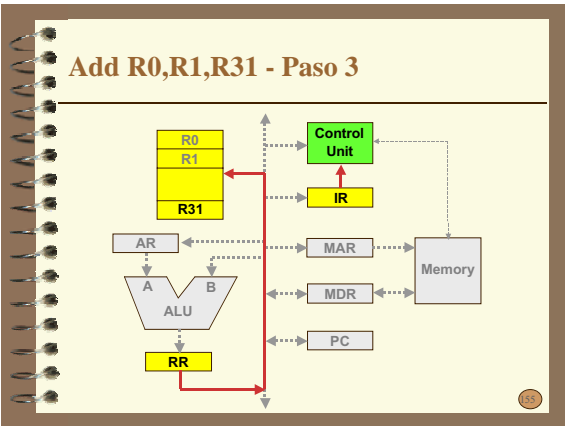 Add R0,R1,R31 - Paso 3
R0
R1
R31
Control
Unit
IR
AR
MAR
Memory
A
B
ALU
MDR
PC
RR
155